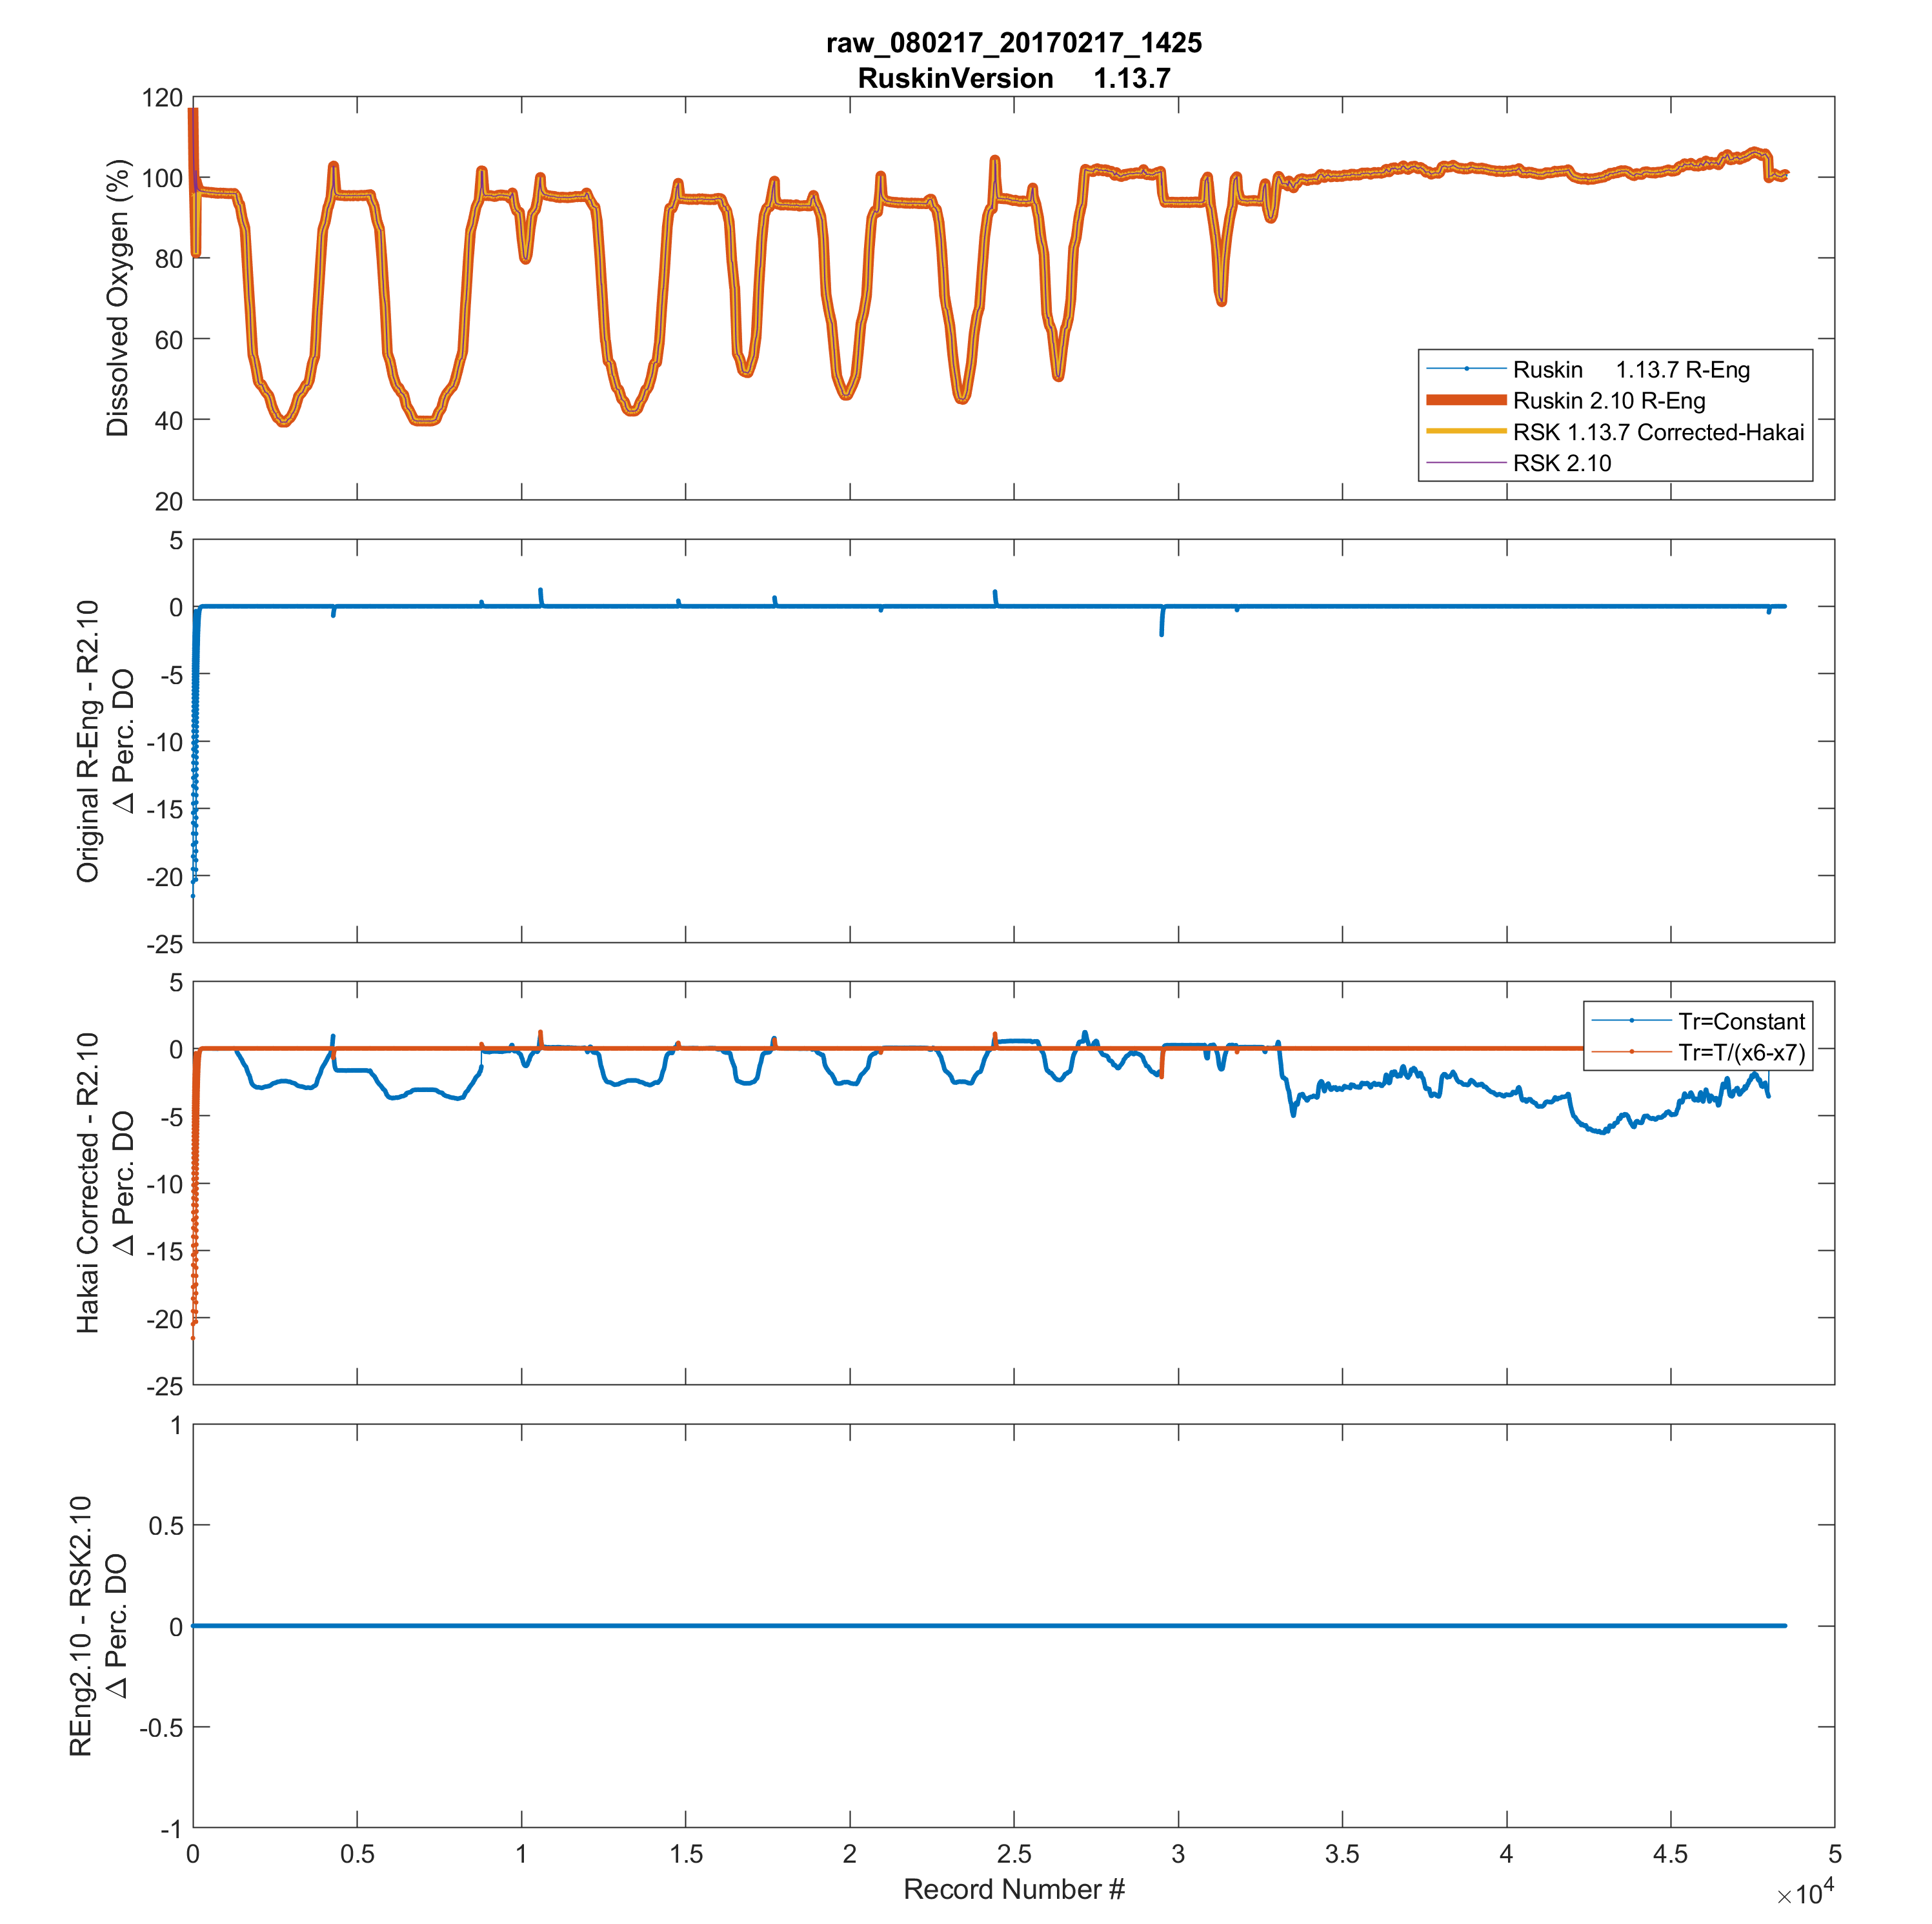 raw_080217_20170217_1425
RuskinVersion 1.13.7
120
100
80
60
40
20
Dissolved Oxygen (%)
Ruskin 1.13.7 R-Eng
Ruskin 2.10 R-Eng
RSK 1.13.7 Corrected-Hakai
RSK 2.10
5
0
-5
-10
-15
-20
-25
Original R-Eng - R2.10
Δ Perc. DO
5
0
-5
-10
-15
-20
-25
Hakai Corrected - R2.10
Δ Perc. DO
Tr=Constant
Tr=T/(x6-x7)
1
0.5
0
-0.5
-1
REng2.10 - RSK2.10
Δ Perc. DO
0 0.5 1 1.5 2 2.5 3 3.5 4 4.5 5
Record Number #
×10⁴